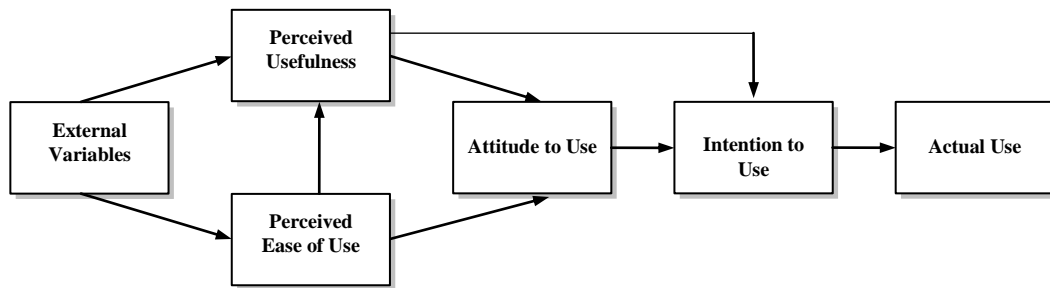 Perceived
Usefulness
External
Variables
Perceived
Ease of Use
Attitude to Use
Intention to
Use
Actual Use